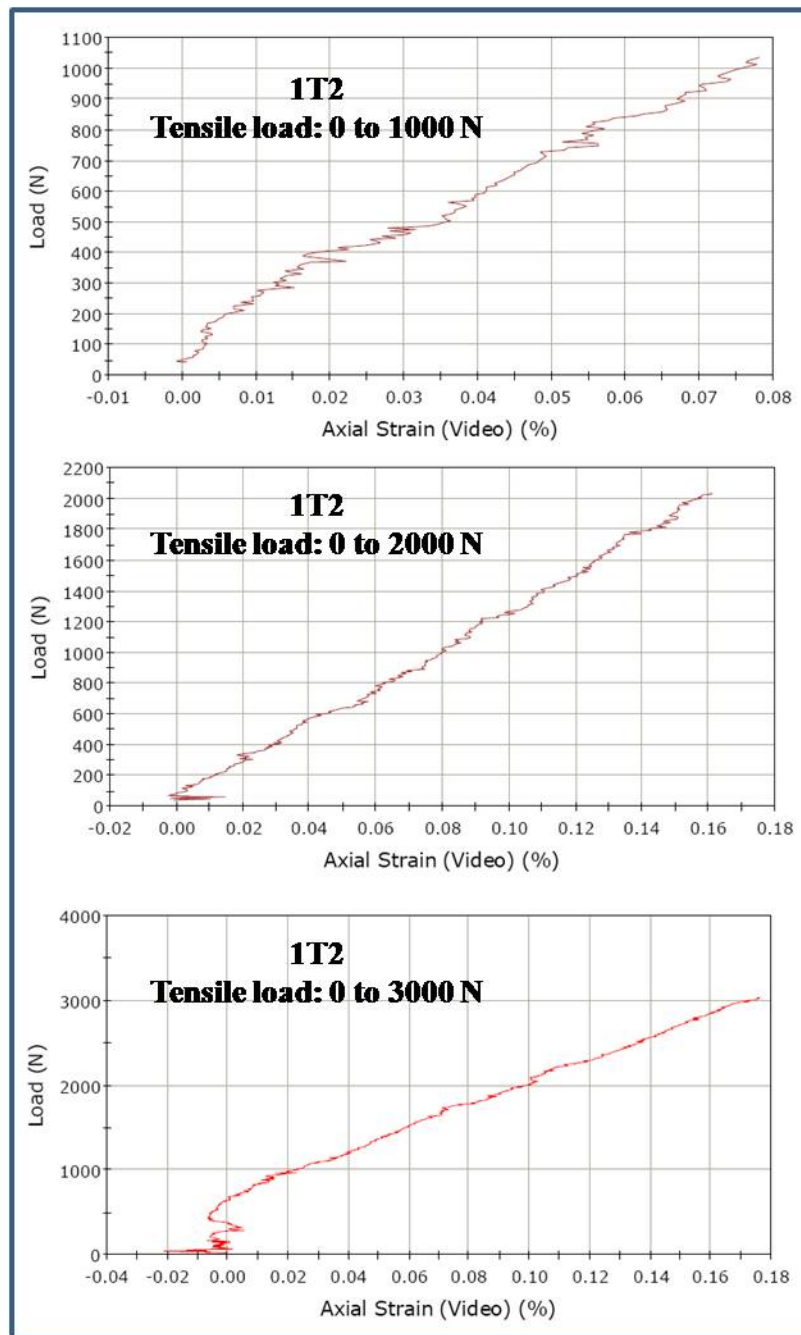 1100
1000
900
800
700
600
500
400
300
200
100
0
Load (N)
1T2
Tensile load: 0 to 1000 N
-0.01 0.00 0.01 0.02 0.03 0.04 0.05 0.06 0.07 0.08
Axial Strain (Video) (%)
2200
2000
1800
1600
1400
1200
1000
800
600
400
200
0
Load (N)
1T2
Tensile load: 0 to 2000 N
-0.02 0.00 0.02 0.04 0.06 0.08 0.10 0.12 0.14 0.16 0.18
Axial Strain (Video) (%)
4000
3000
2000
1000
0
Load (N)
1T2
Tensile load: 0 to 3000 N
-0.04 -0.02 0.00 0.02 0.04 0.06 0.08 0.10 0.12 0.14 0.16 0.18
Axial Strain (Video) (%)